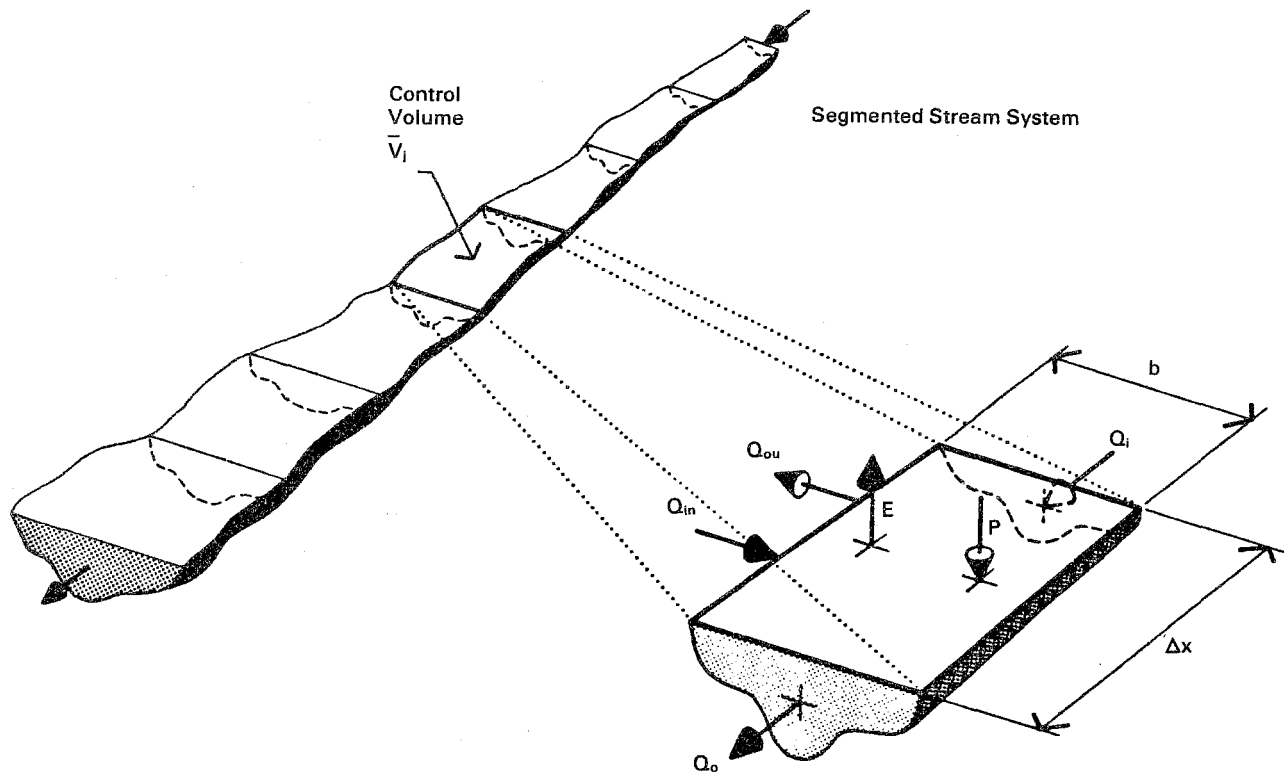 Control
Volume
V̄j
Segmented Stream System
b
Qi
Qou
Qin
E
P
Δx
Qo